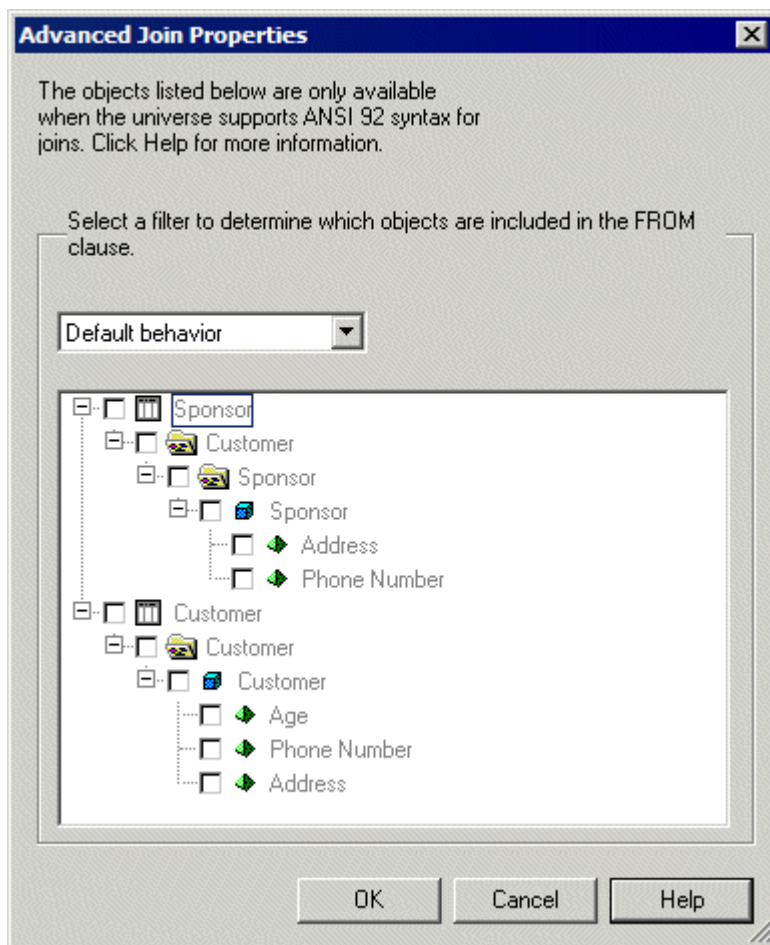 Advanced Join Properties
The objects listed below are only available
when the universe supports ANSI 92 syntax for
joins. Click Help for more information.
Select a filter to determine which objects are included in the FROM
clause.
Default behavior
Sponsor
Customer
Sponsor
Sponsor
Address
Phone Number
Customer
Customer
Customer
Age
Phone Number
Address
OK Cancel Help